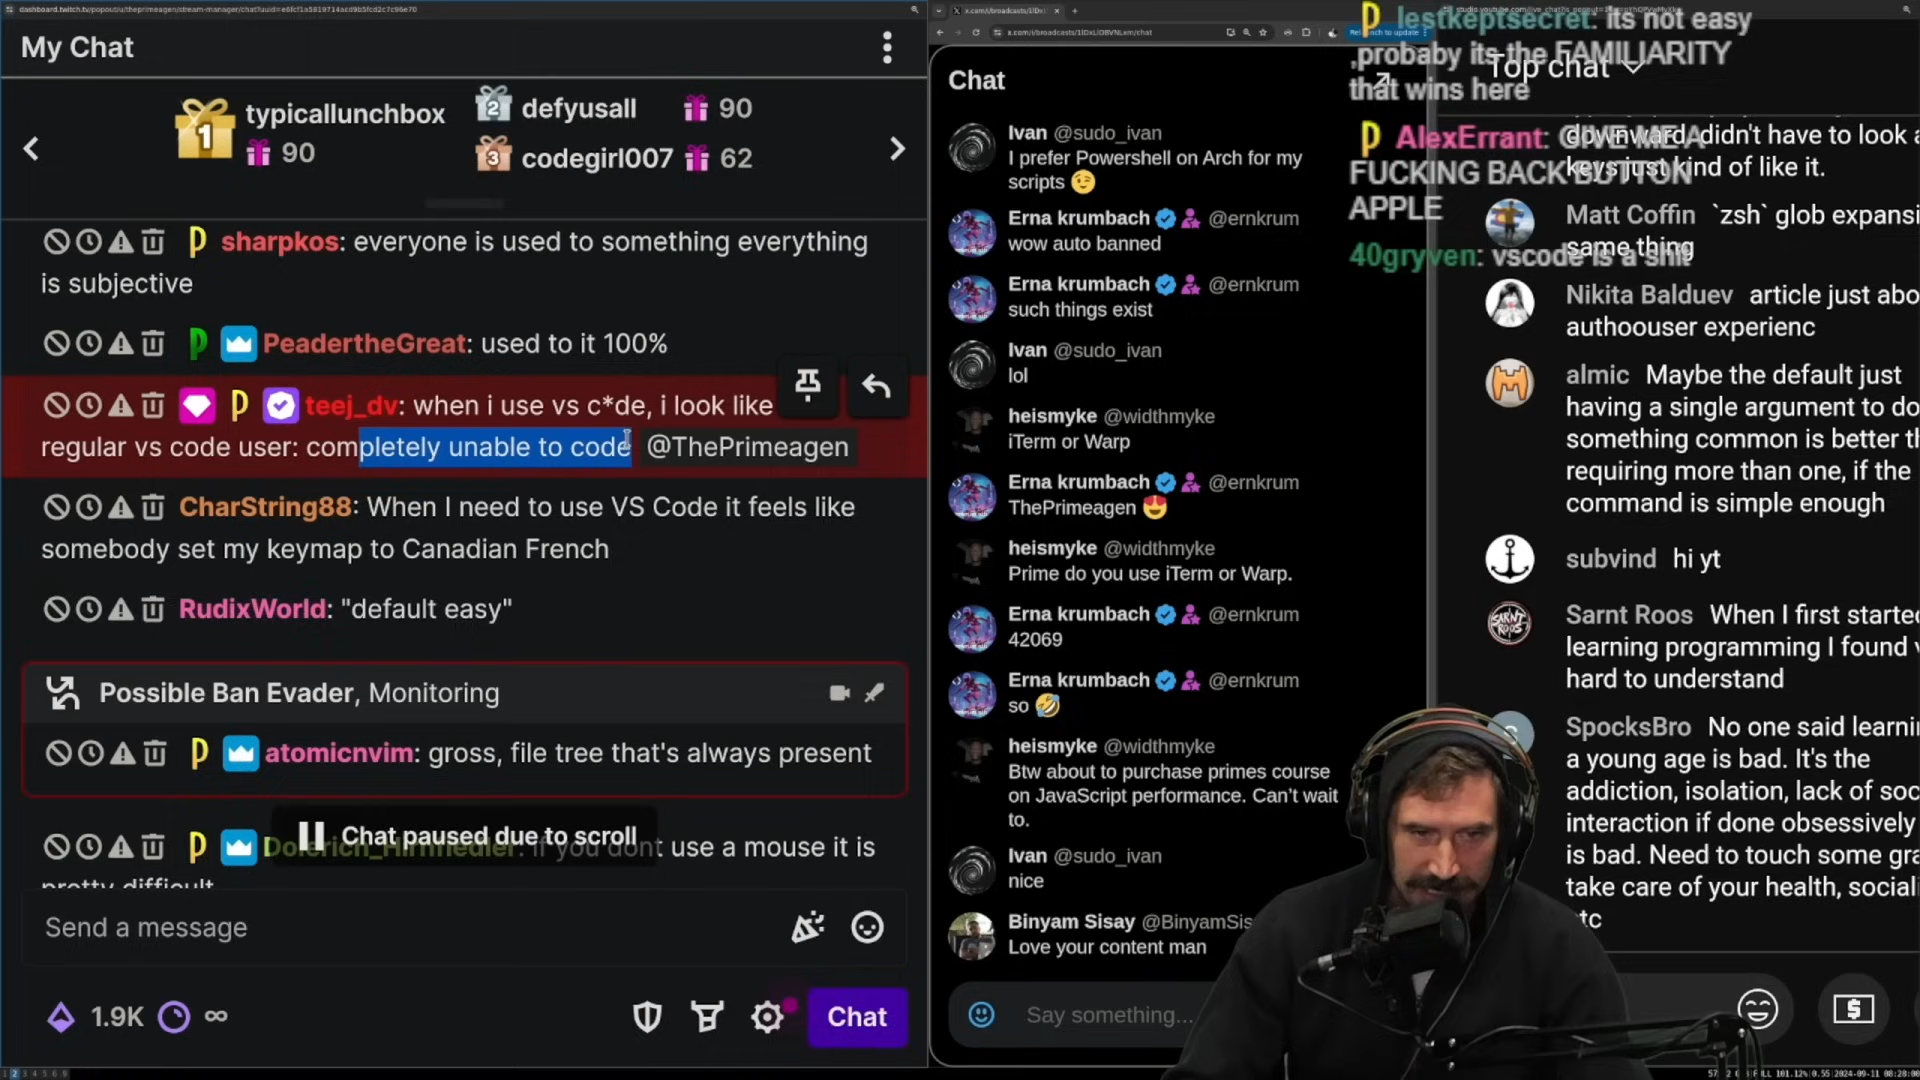 My Chat
1
typicallunchbox
90
2
defyusall
90
3
codegirl007
62
sharpkos: everyone is used to something everything
is subjective
PeadertheGreat: used to it 100%
teej_dv: when i use vs c*de, i look like
regular vs code user: completely unable to code @ThePrimeagen
CharString88: When I need to use VS Code it feels like
somebody set my keymap to Canadian French
RudixWorld: "default easy"
Possible Ban Evader, Monitoring
atomicnvim: gross, file tree that's always present
Chat paused due to scroll
if you dont use a mouse it is
pretty difficult
Send a message
1.9K
∞
Chat
x.com/i/broadcasts/
Chat
Ivan @sudo_ivan
I prefer Powershell on Arch for my
scripts 😉
Erna krumbach @ernkrum
wow auto banned
Erna krumbach @ernkrum
such things exist
Ivan @sudo_ivan
lol
heismyke @widthmyke
iTerm or Warp
Erna krumbach @ernkrum
ThePrimeagen 😍
heismyke @widthmyke
Prime do you use iTerm or Warp.
Erna krumbach @ernkrum
42069
Erna krumbach @ernkrum
so 🤣
heismyke @widthmyke
Btw about to purchase primes course
on JavaScript performance. Can't wait
to.
Ivan @sudo_ivan
nice
Binyam Sisay @BinyamSis
Love your content man
Say something...
lestkeptsecret: its not easy
,probaby its the FAMILIARITY
that wins here
AlexErrant: GIVE ME A
FUCKING BACK BUTTON
APPLE
40gryven: vscode is a shit
Top chat
downward, didn't have to look a
keys just kind of like it.
Matt Coffin `zsh` glob expansi
same thing
Nikita Balduev article just abo
authoouser experienc
almic Maybe the default just
having a single argument to do
something common is better th
requiring more than one, if the
command is simple enough
subvind hi yt
Sarnt Roos When I first started
learning programming I found v
hard to understand
SpocksBro No one said learni
a young age is bad. It's the
addiction, isolation, lack of soc
interaction if done obsessively
is bad. Need to touch some gra
take care of your health, sociali
etc
2024-09-11 08:28:00